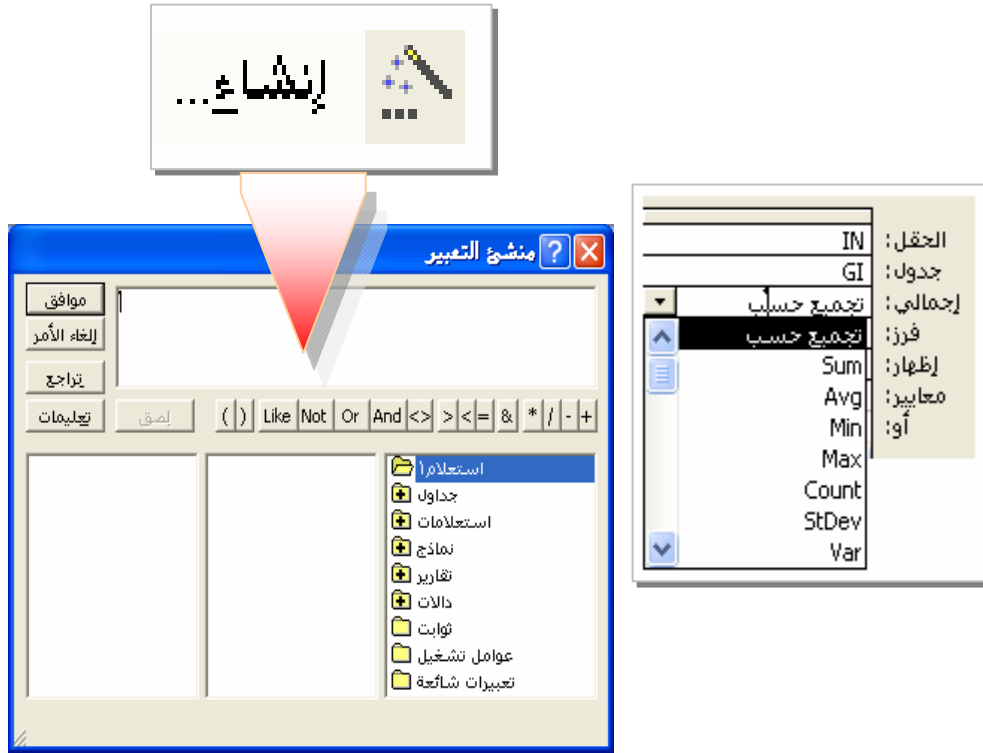 إنشاء...
منشئ التعبير
موافق
إلغاء الأمر
تراجع
تعليمات
لصق
+ - / * & = > < <> And Or Not Like ( )
استعلام١
جداول
استعلامات
نماذج
تقارير
دالات
ثوابت
عوامل تشغيل
تعبيرات شائعة
الحقل: IN
جدول: GI
إجمالي: تجميع حسب
فرز: تجميع حسب
إظهار: Sum
معايير: Avg
أو: Min
Max
Count
StDev
Var